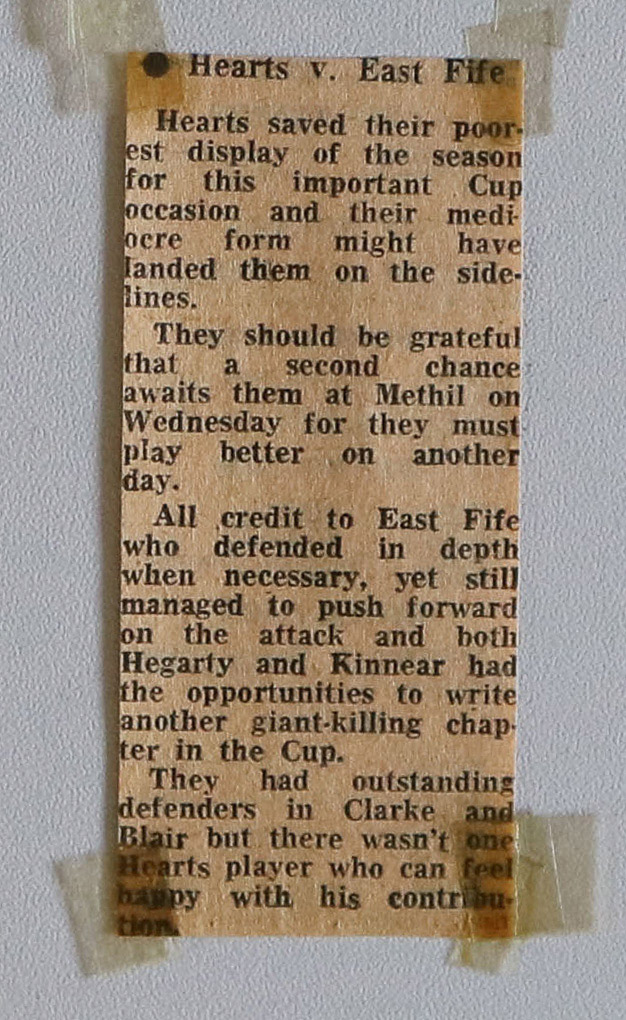 ● Hearts v. East Fife
Hearts saved their poor-
est display of the season
for this important Cup
occasion and their medi-
ocre form might have
landed them on the side-
lines.
They should be grateful
that a second chance
awaits them at Methil on
Wednesday for they must
play better on another
day.
All credit to East Fife
who defended in depth
when necessary, yet still
managed to push forward
on the attack and both
Hegarty and Kinnear had
the opportunities to write
another giant-killing chap-
ter in the Cup.
They had outstanding
defenders in Clarke and
Blair but there wasn't one
Hearts player who can feel
happy with his contribu-
tion.